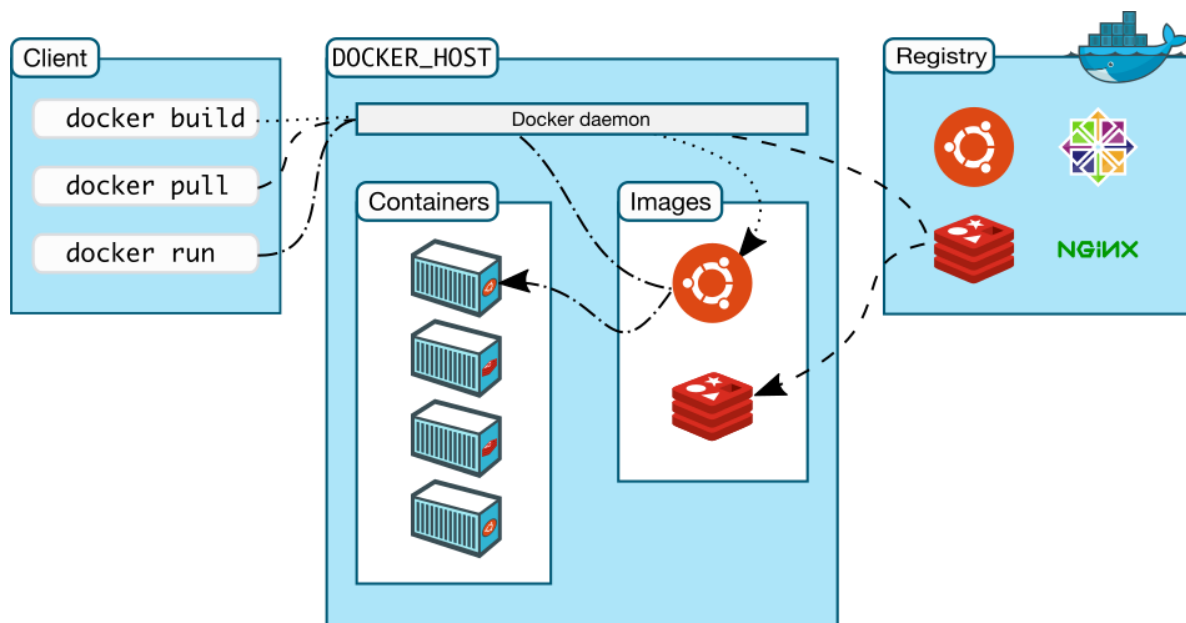 Client
docker build
docker pull
docker run
DOCKER_HOST
Docker daemon
Containers
Images
Registry
NGiNX